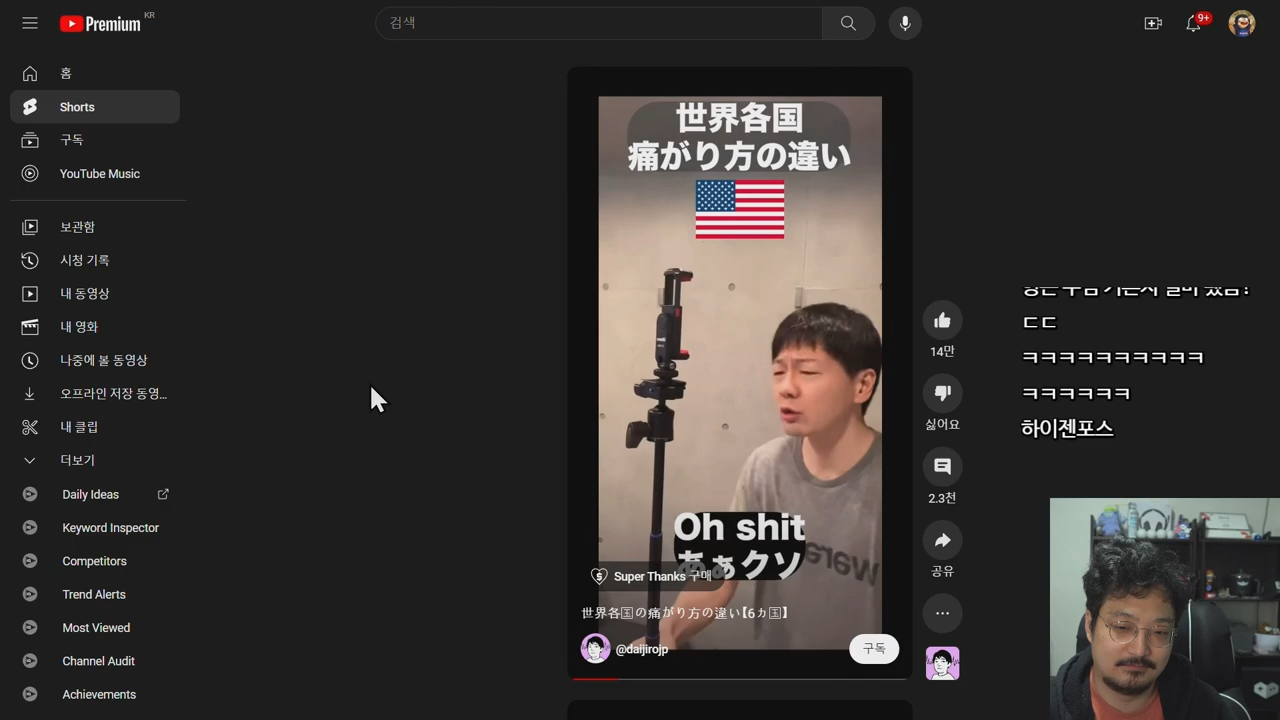 Premium KR
검색
9+
홈
Shorts
구독
YouTube Music
보관함
시청 기록
내 동영상
내 영화
나중에 볼 동영상
오프라인 저장 동영...
내 클립
더보기
Daily Ideas
Keyword Inspector
Competitors
Trend Alerts
Most Viewed
Channel Audit
Achievements
世界各国
痛がり方の違い
Oh shit
あぁクソ
Super Thanks 구매
世界各国の痛がり方の違い【6ヵ国】
@daijirojp
구독
14만
싫어요
2.3천
공유
ㄷㄷ
ㅋㅋㅋㅋㅋㅋㅋㅋㅋㅋ
ㅋㅋㅋㅋㅋㅋ
하이젠포스